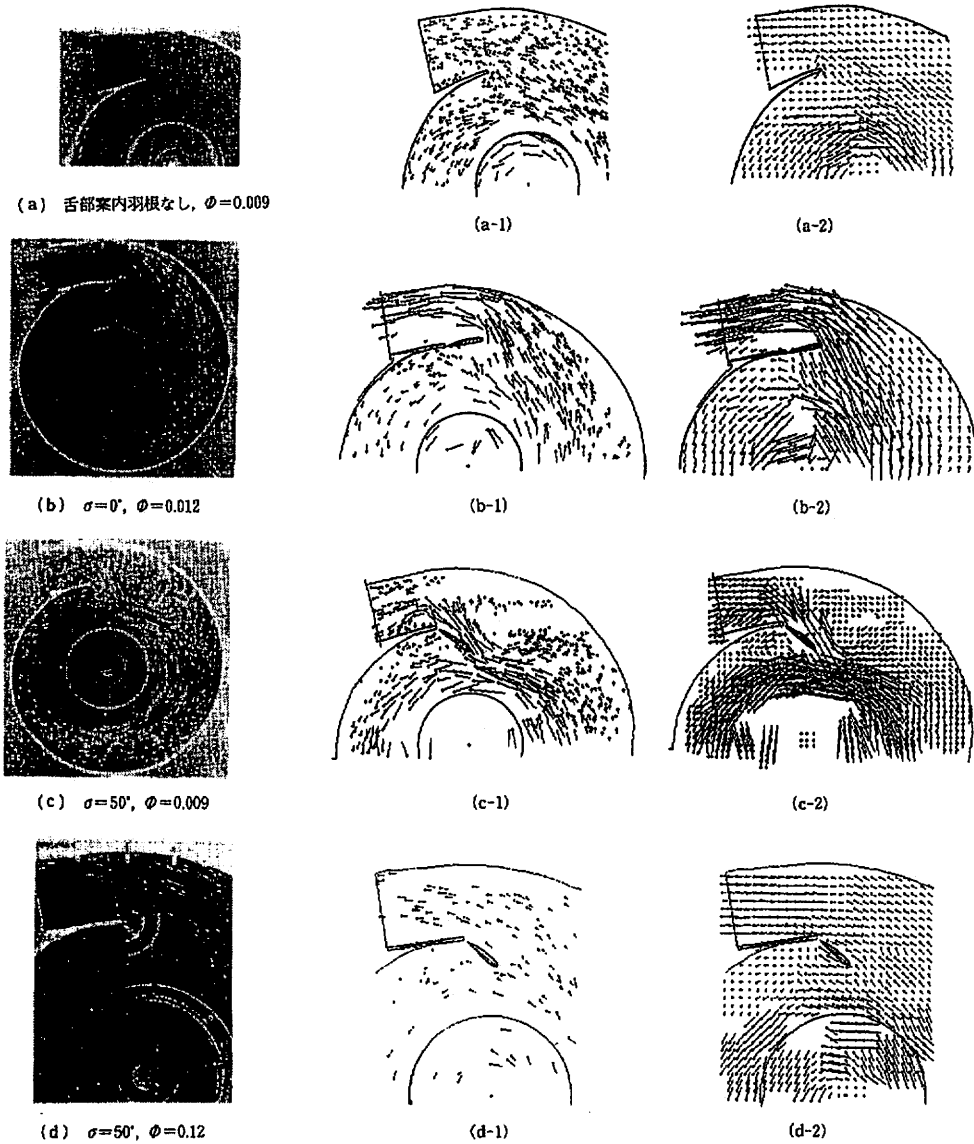 (a) 舌部案内羽根なし, Φ=0.009
(a-1)
(a-2)
(b) σ=0°, Φ=0.012
(b-1)
(b-2)
(c) σ=50°, Φ=0.009
(c-1)
(c-2)
(d) σ=50°, Φ=0.12
(d-1)
(d-2)